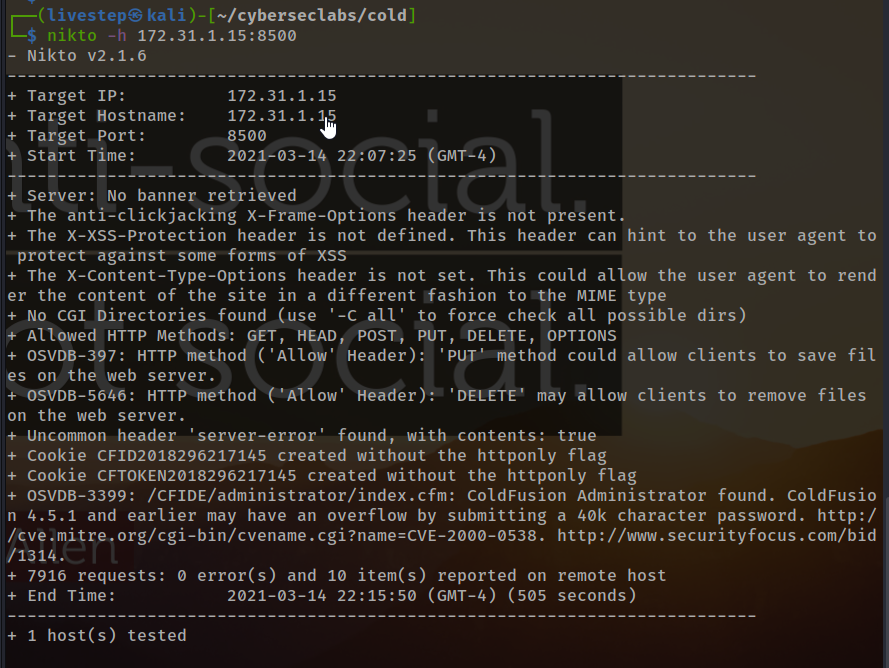 ┌──(livestep㉿kali)-[~/cyberseclabs/cold]
└─$ nikto -h 172.31.1.15:8500
- Nikto v2.1.6
---------------------------------------------------------------------------
+ Target IP:          172.31.1.15
+ Target Hostname:    172.31.1.15
+ Target Port:        8500
+ Start Time:         2021-03-14 22:07:25 (GMT-4)
---------------------------------------------------------------------------
+ Server: No banner retrieved
+ The anti-clickjacking X-Frame-Options header is not present.
+ The X-XSS-Protection header is not defined. This header can hint to the user agent to
 protect against some forms of XSS
+ The X-Content-Type-Options header is not set. This could allow the user agent to rend
er the content of the site in a different fashion to the MIME type
+ No CGI Directories found (use '-C all' to force check all possible dirs)
+ Allowed HTTP Methods: GET, HEAD, POST, PUT, DELETE, OPTIONS
+ OSVDB-397: HTTP method ('Allow' Header): 'PUT' method could allow clients to save fil
es on the web server.
+ OSVDB-5646: HTTP method ('Allow' Header): 'DELETE' may allow clients to remove files
on the web server.
+ Uncommon header 'server-error' found, with contents: true
+ Cookie CFID2018296217145 created without the httponly flag
+ Cookie CFTOKEN2018296217145 created without the httponly flag
+ OSVDB-3399: /CFIDE/administrator/index.cfm: ColdFusion Administrator found. ColdFusio
n 4.5.1 and earlier may have an overflow by submitting a 40k character password. http:/
/cve.mitre.org/cgi-bin/cvename.cgi?name=CVE-2000-0538. http://www.securityfocus.com/bid
/1314.
+ 7916 requests: 0 error(s) and 10 item(s) reported on remote host
+ End Time:           2021-03-14 22:15:50 (GMT-4) (505 seconds)
---------------------------------------------------------------------------
+ 1 host(s) tested
nti-social.
ot social.
Allen